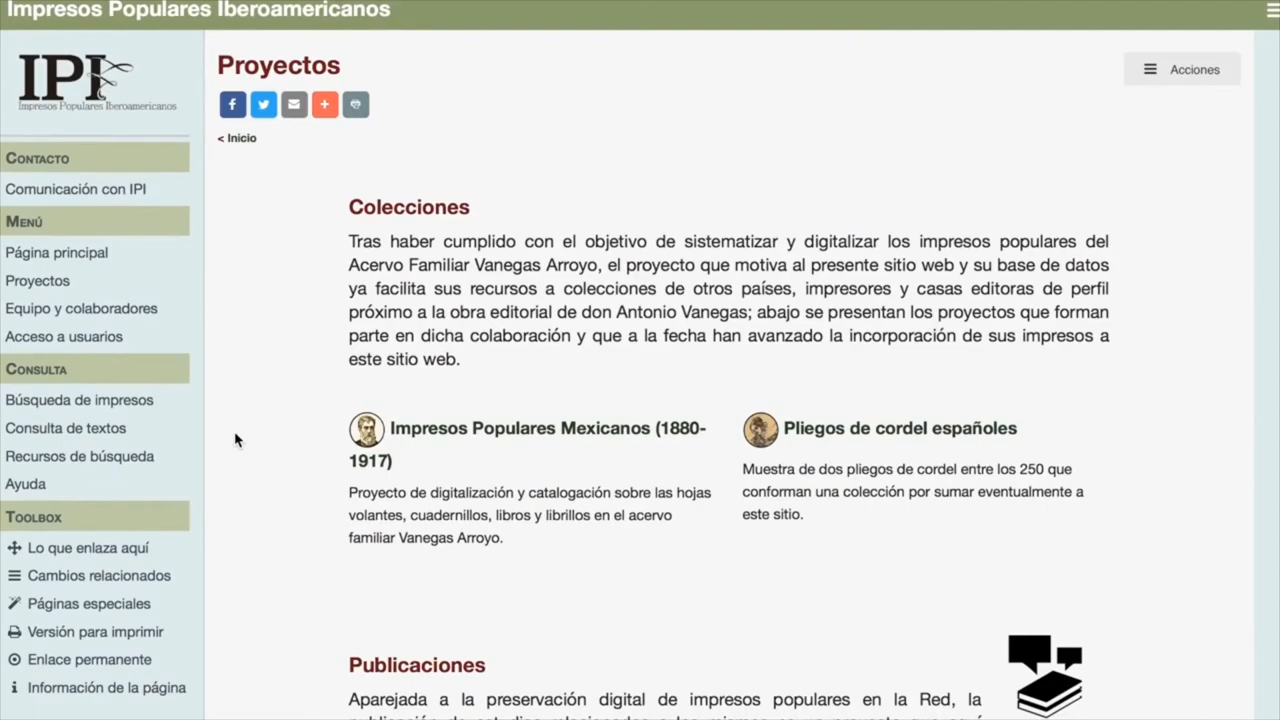 Impresos Populares Iberoamericanos
IPI
Impresos Populares Iberoamericanos
CONTACTO
Comunicación con IPI
MENÚ
Página principal
Proyectos
Equipo y colaboradores
Acceso a usuarios
CONSULTA
Búsqueda de impresos
Consulta de textos
Recursos de búsqueda
Ayuda
TOOLBOX
Lo que enlaza aquí
Cambios relacionados
Páginas especiales
Versión para imprimir
Enlace permanente
Información de la página
Proyectos
Acciones
< Inicio
Colecciones
Tras haber cumplido con el objetivo de sistematizar y digitalizar los impresos populares del
Acervo Familiar Vanegas Arroyo, el proyecto que motiva al presente sitio web y su base de datos
ya facilita sus recursos a colecciones de otros países, impresores y casas editoras de perfil
próximo a la obra editorial de don Antonio Vanegas; abajo se presentan los proyectos que forman
parte en dicha colaboración y que a la fecha han avanzado la incorporación de sus impresos a
este sitio web.
Impresos Populares Mexicanos (1880-
1917)
Proyecto de digitalización y catalogación sobre las hojas
volantes, cuadernillos, libros y librillos en el acervo
familiar Vanegas Arroyo.
Pliegos de cordel españoles
Muestra de dos pliegos de cordel entre los 250 que
conforman una colección por sumar eventualmente a
este sitio.
Publicaciones
Aparejada a la preservación digital de impresos populares en la Red, la